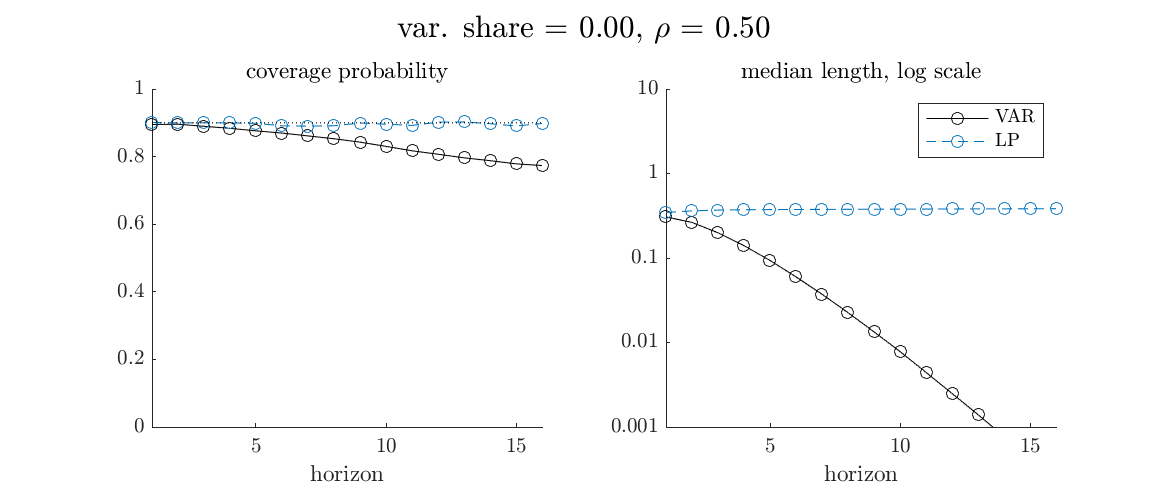 var. share = 0.00, ρ = 0.50
coverage probability
1
0.8
0.6
0.4
0.2
0
5 10 15
horizon
median length, log scale
10
1
0.1
0.01
0.001
VAR
LP
5 10 15
horizon